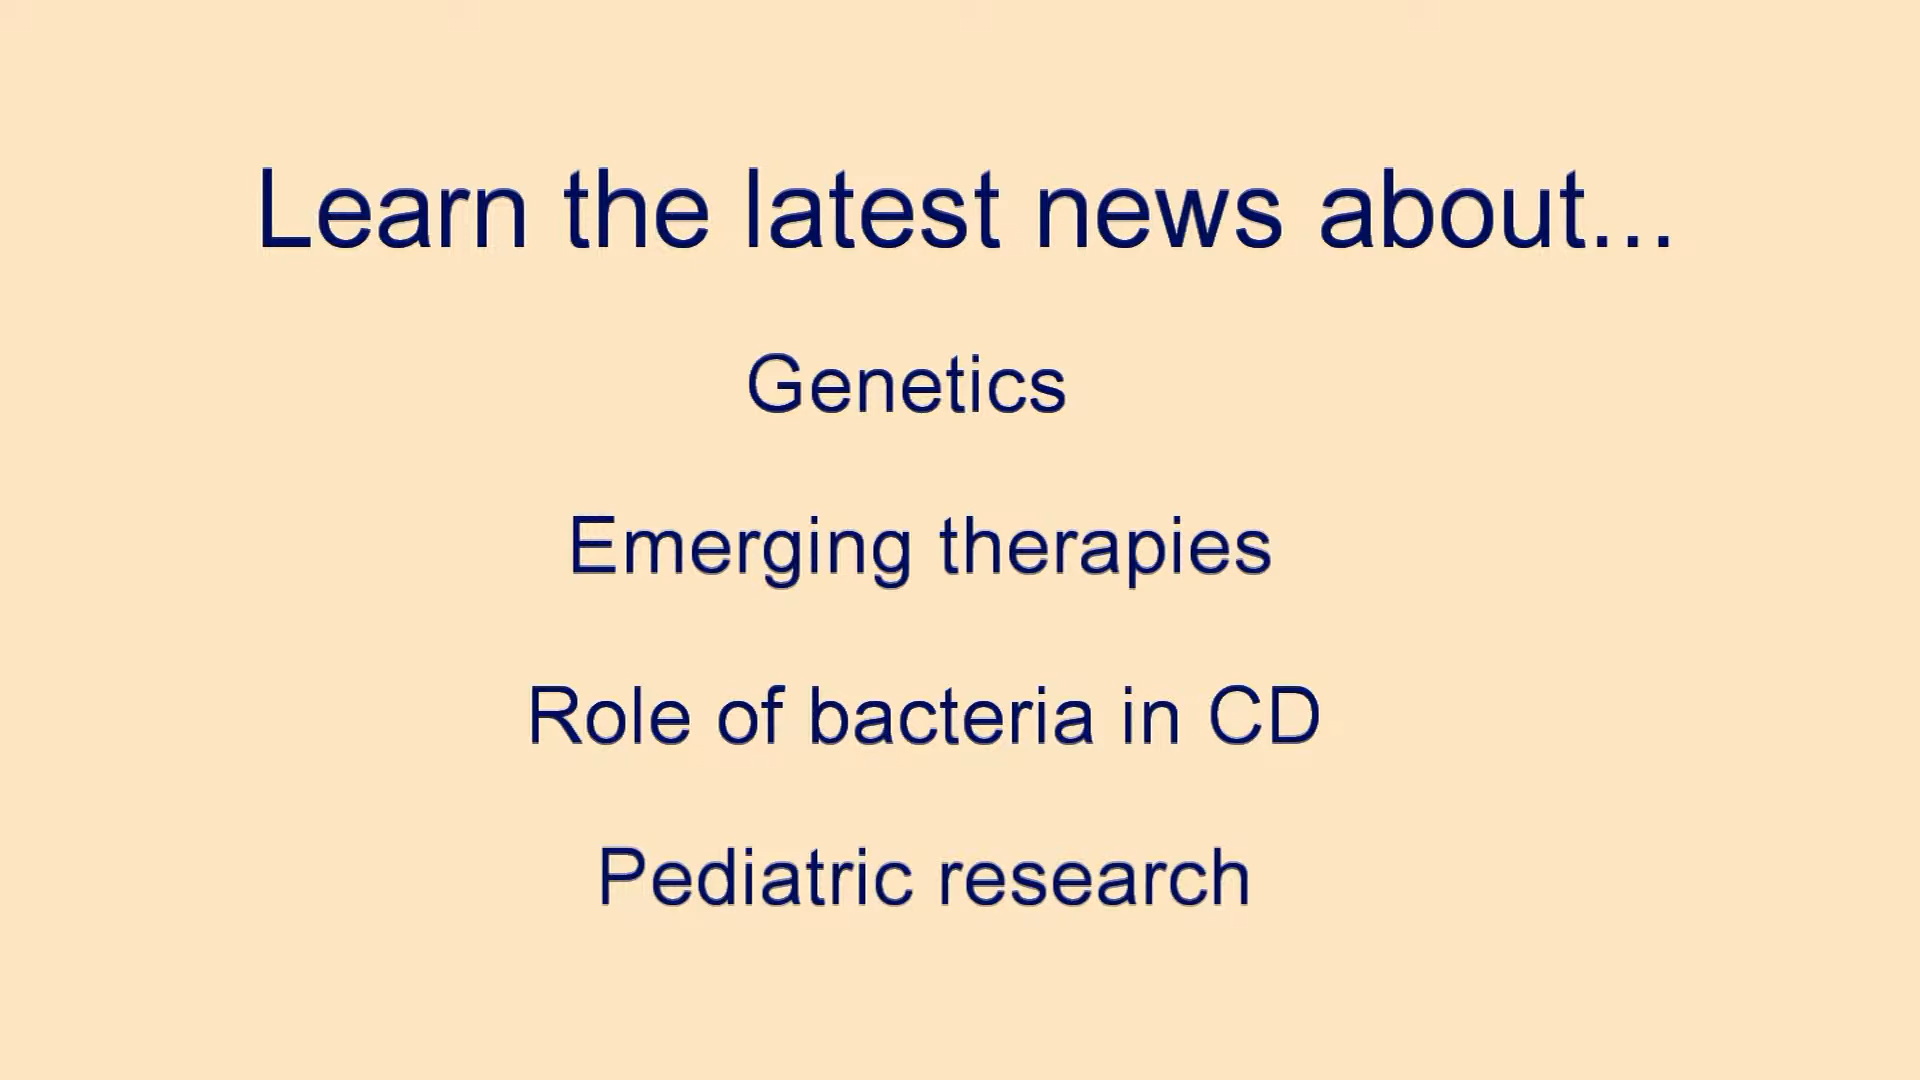 Learn the latest news about...
Genetics
Emerging therapies
Role of bacteria in CD
Pediatric research